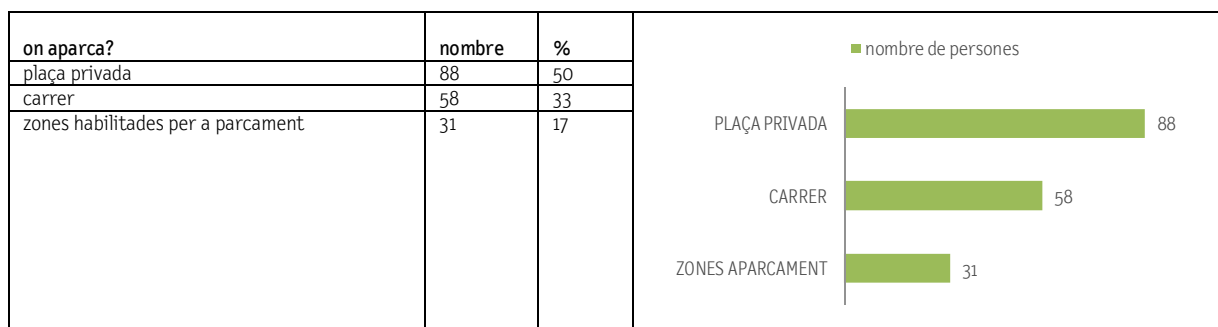 on aparca? nombre %
plaça privada 88 50
carrer 58 33
zones habilitades per a parcament 31 17
nombre de persones
PLAÇA PRIVADA 88
CARRER 58
ZONES APARCAMENT 31